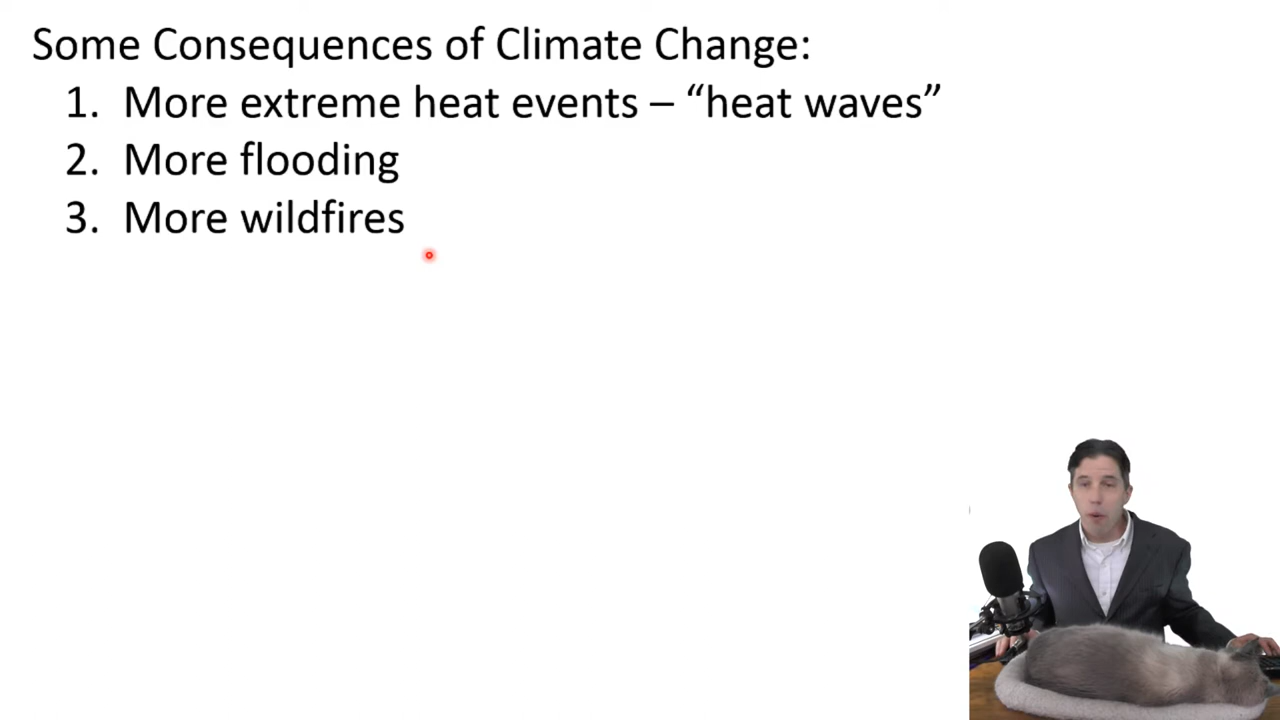 Some Consequences of Climate Change:
1. More extreme heat events – “heat waves”
2. More flooding
3. More wildfires